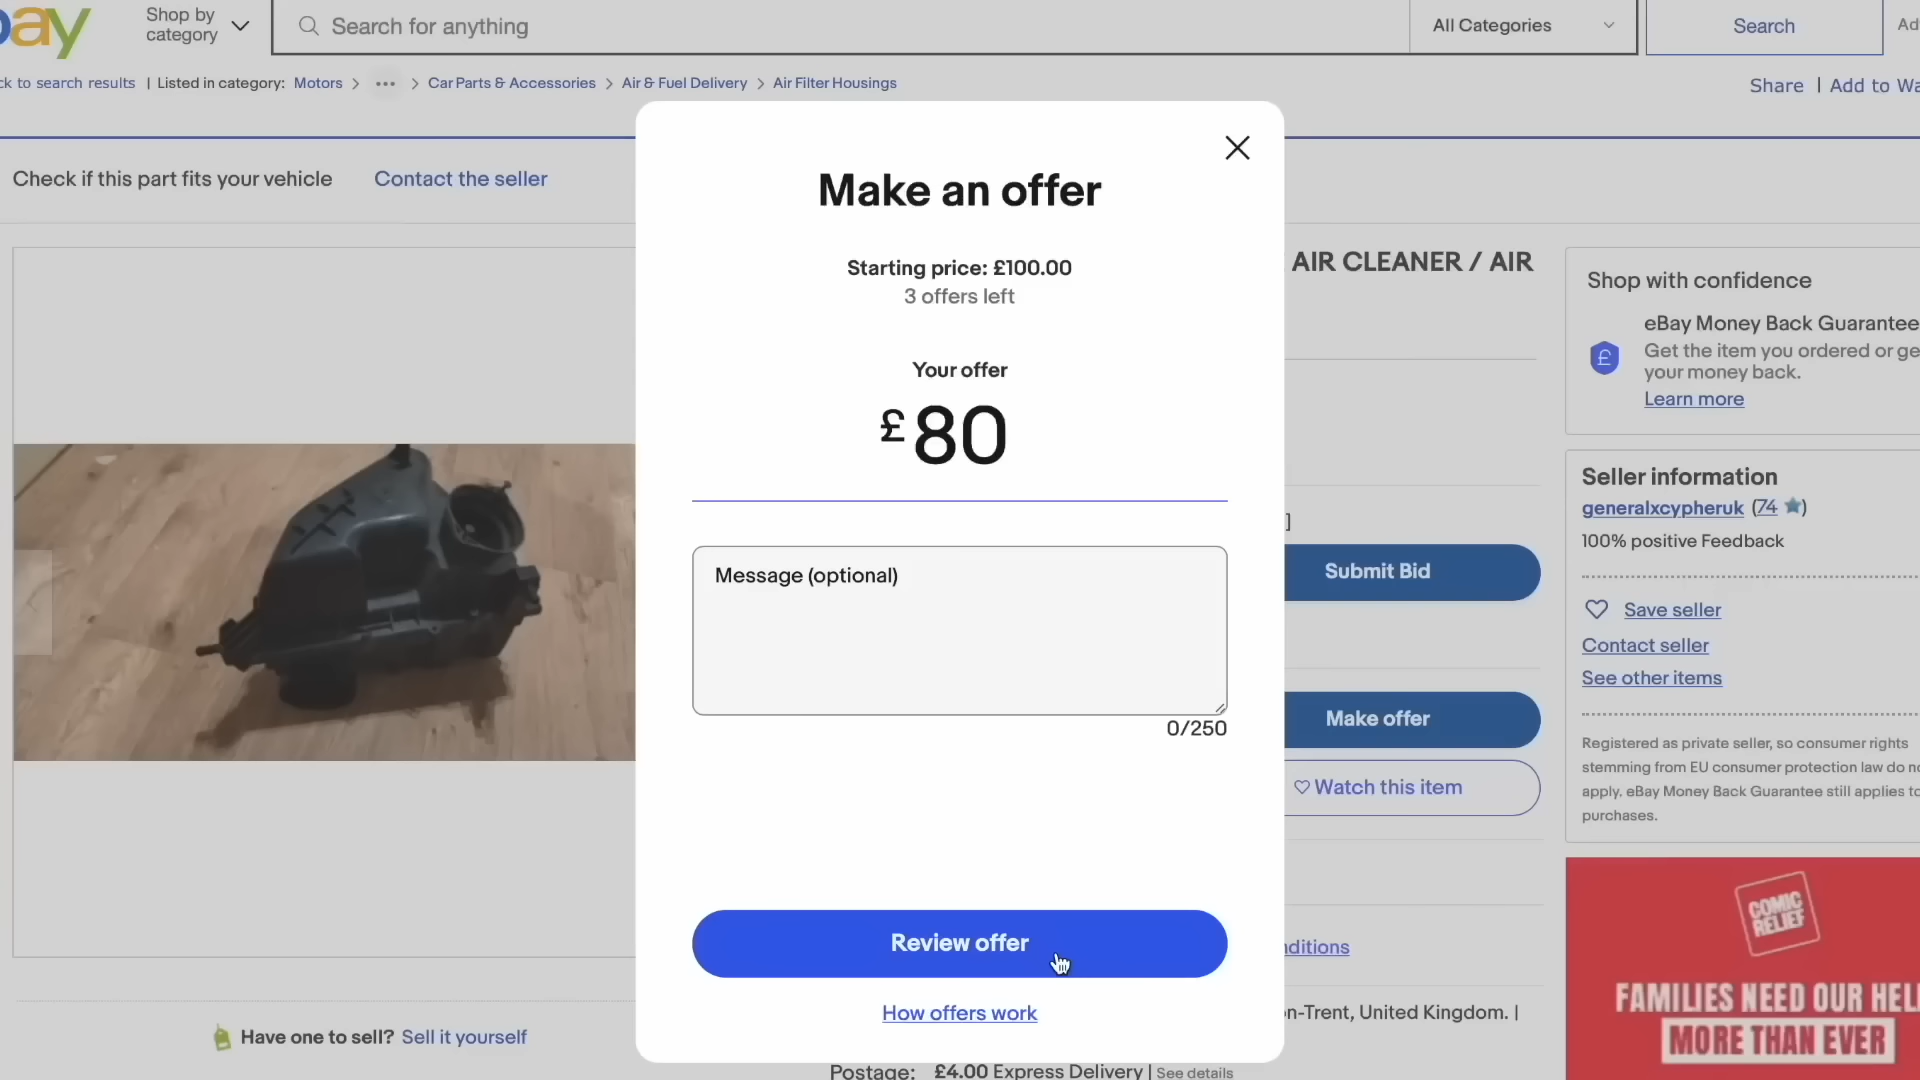 bay
Shop by
category
Search for anything
All Categories
Search
ck to search results | Listed in category: Motors > ••• > Car Parts & Accessories > Air & Fuel Delivery > Air Filter Housings
Share | Add to Wa
Check if this part fits your vehicle
Contact the seller
Make an offer
Starting price: £100.00
3 offers left
Your offer
£80
Message (optional)
0/250
Review offer
How offers work
AIR CLEANER / AIR
]
Submit Bid
Make offer
Watch this item
nditions
n-Trent, United Kingdom. |
Postage: £4.00 Express Delivery | See details
Have one to sell? Sell it yourself
Shop with confidence
eBay Money Back Guarantee
Get the item you ordered or ge
your money back.
Learn more
Seller information
generalxcypheruk (74)
100% positive Feedback
Save seller
Contact seller
See other items
Registered as private seller, so consumer rights
stemming from EU consumer protection law do no
apply. eBay Money Back Guarantee still applies to
purchases.
COMIC
RELIEF
FAMILIES NEED OUR HEL
MORE THAN EVER